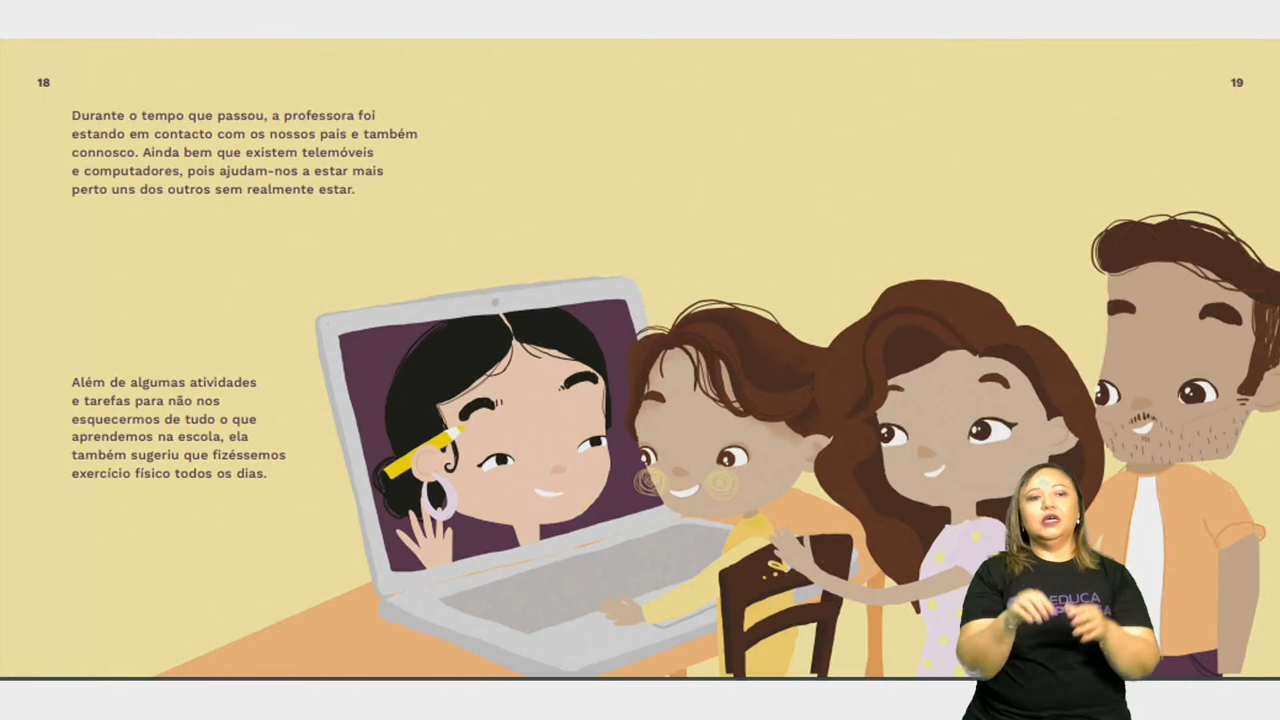 18
19
Durante o tempo que passou, a professora foi
estando em contacto com os nossos pais e também
connosco. Ainda bem que existem telemóveis
e computadores, pois ajudam-nos a estar mais
perto uns dos outros sem realmente estar.
Além de algumas atividades
e tarefas para não nos
esquecermos de tudo o que
aprendemos na escola, ela
também sugeriu que fizéssemos
exercício físico todos os dias.
EDUCA